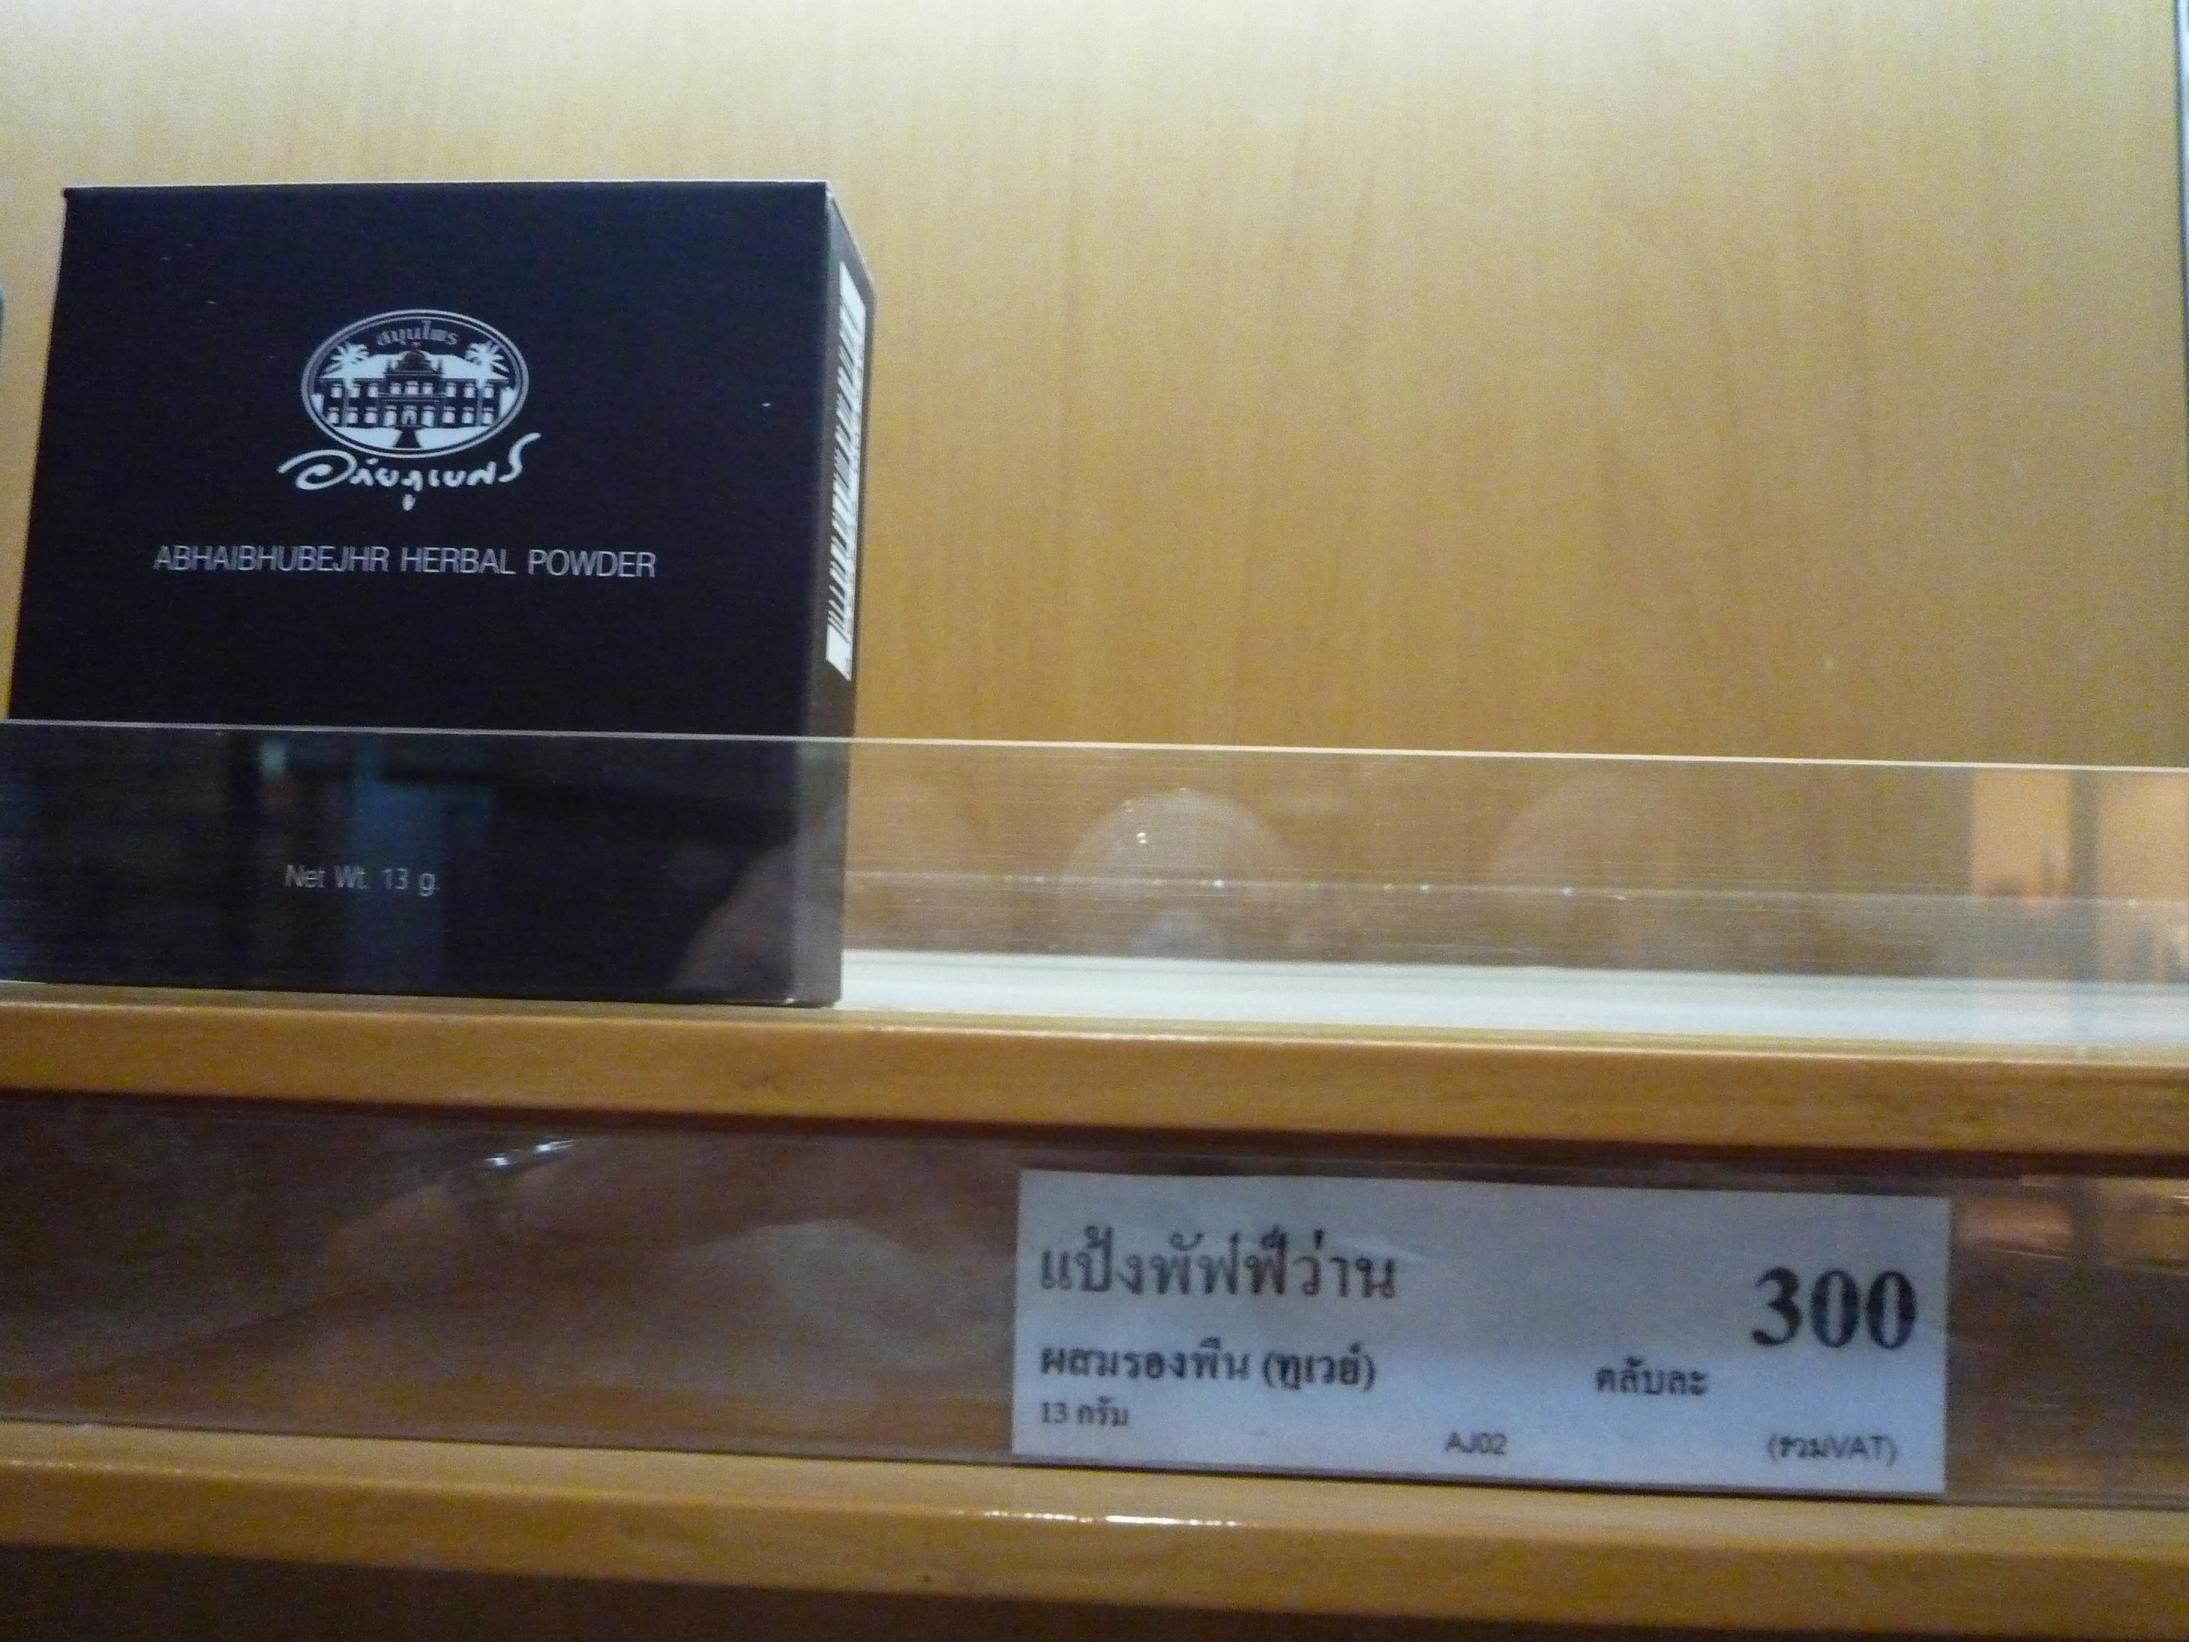 สมุนไพร
อภัยภูเบศร
ABHAIBHUBEJHR HERBAL POWDER
Net Wt. 13 g.
แป้งพัฟฟ์ว่าน
300
ผสมรองพื้น (ทูเวย์)
ตลับละ
13 กรัม
AJ02
(รวมVAT)